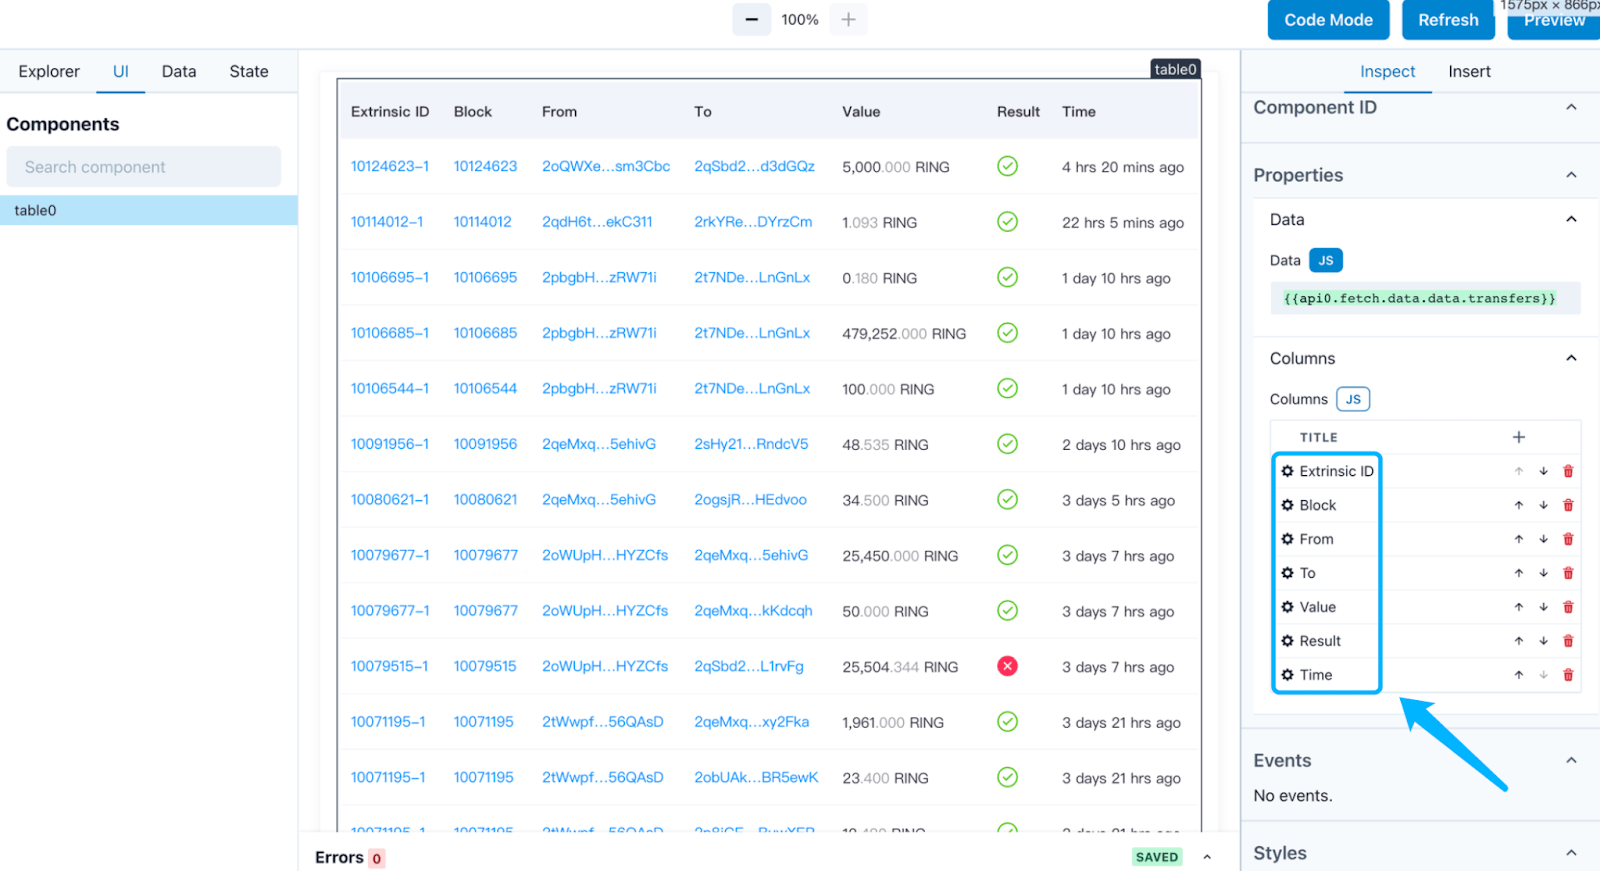 100%
Code Mode
Refresh
Preview
1575px × 866px
Explorer
UI
Data
State
Components
Search component
table0
table0
Extrinsic ID Block From To Value Result Time
10124623-1 10124623 2oQWXe...sm3Cbc 2qSbd2...d3dGQz 5,000.000 RING 4 hrs 20 mins ago
10114012-1 10114012 2qdH6t...ekC311 2rkYRe...DYrzCm 1.093 RING 22 hrs 5 mins ago
10106695-1 10106695 2pbgbH...zRW71i 2t7NDe...LnGnLx 0.180 RING 1 day 10 hrs ago
10106685-1 10106685 2pbgbH...zRW71i 2t7NDe...LnGnLx 479,252.000 RING 1 day 10 hrs ago
10106544-1 10106544 2pbgbH...zRW71i 2t7NDe...LnGnLx 100.000 RING 1 day 10 hrs ago
10091956-1 10091956 2qeMxq...5ehivG 2sHy21...RndcV5 48.535 RING 2 days 10 hrs ago
10080621-1 10080621 2qeMxq...5ehivG 2ogsjR...HEdvoo 34.500 RING 3 days 5 hrs ago
10079677-1 10079677 2oWUpH...HYZCfs 2qeMxq...5ehivG 25,450.000 RING 3 days 7 hrs ago
10079677-1 10079677 2oWUpH...HYZCfs 2qeMxq...kKdcqh 50.000 RING 3 days 7 hrs ago
10079515-1 10079515 2oWUpH...HYZCfs 2qSbd2...L1rvFg 25,504.344 RING 3 days 7 hrs ago
10071195-1 10071195 2tWwpf...56QAsD 2qeMxq...xy2Fka 1,961.000 RING 3 days 21 hrs ago
10071195-1 10071195 2tWwpf...56QAsD 2obUAk...BR5ewK 23.400 RING 3 days 21 hrs ago
10071195-1 10071195 2tWwpf...56QAsD RING 3 days 21 hrs ago
Errors 0
SAVED
Inspect
Insert
Component ID
Properties
Data
Data JS
{{api0.fetch.data.data.transfers}}
Columns
Columns JS
TITLE
Extrinsic ID
Block
From
To
Value
Result
Time
Events
No events.
Styles